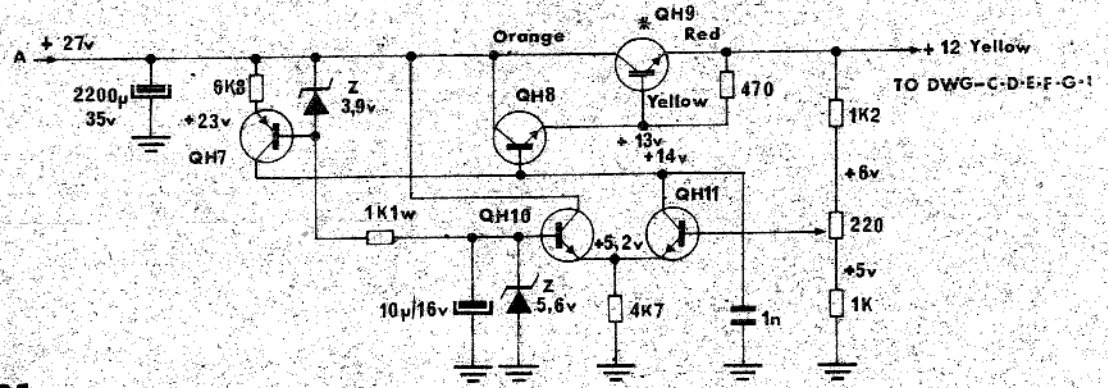 QH9
*
A
+ 27v
Orange
Red
+ 12 Yellow
TO DWG-C-D-E-F-G-I
2200µ
35v
6K8
Z
3,9v
QH8
Yellow
470
1K2
+23v
QH7
+ 13v
+14v
+6v
QH11
1K1w
QH10
+5,2v
220
+5v
10µ/16v
Z
5,6v
4K7
1n
1K